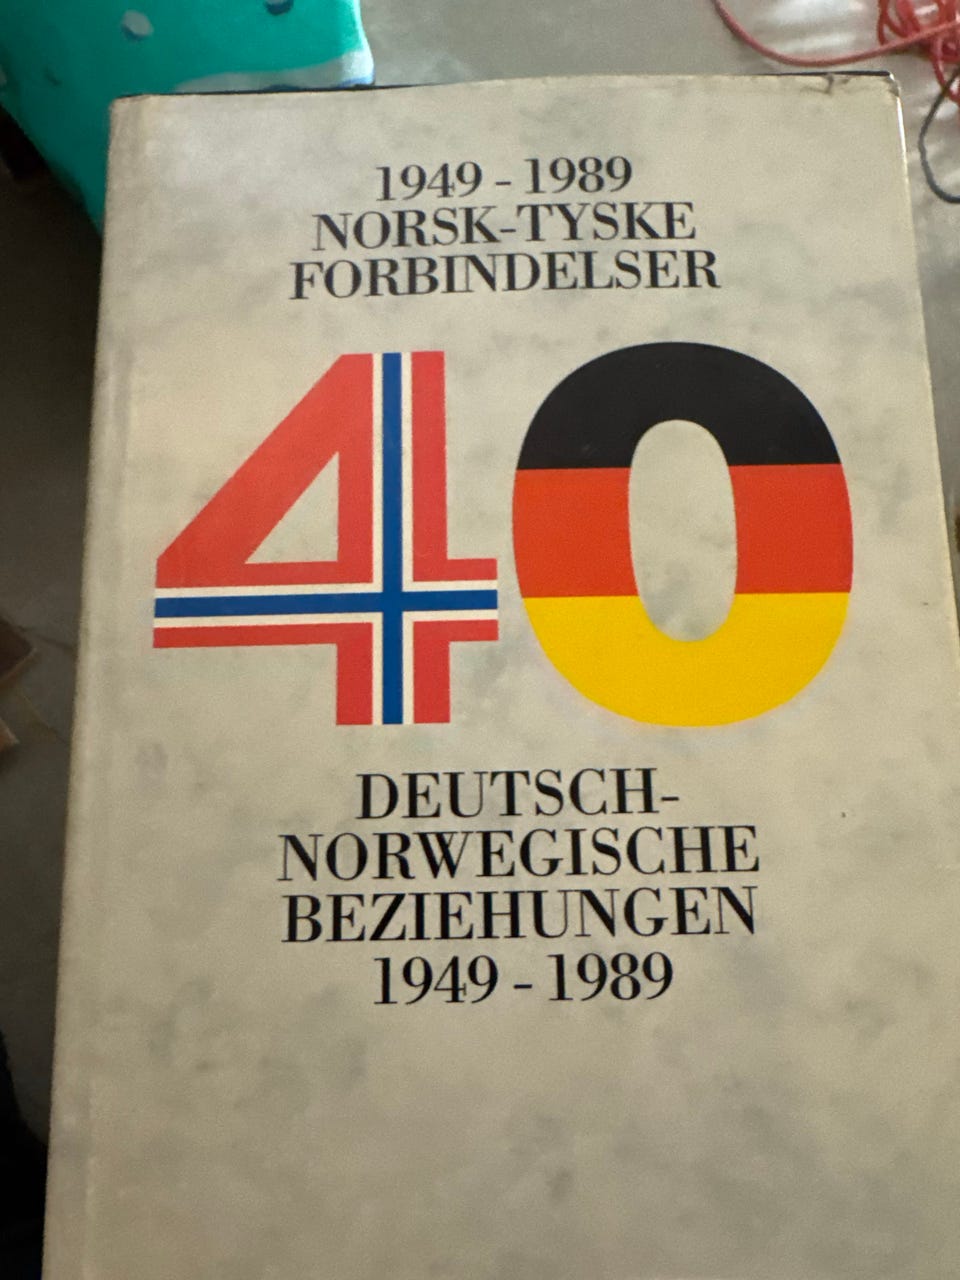 1949 - 1989
NORSK-TYSKE
FORBINDELSER
40
DEUTSCH-
NORWEGISCHE
BEZIEHUNGEN
1949 - 1989